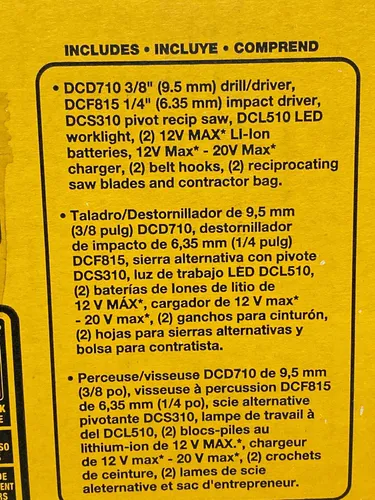 INCLUDES • INCLUYE • COMPREND
• DCD710 3/8" (9.5 mm) drill/driver,
DCF815 1/4" (6.35 mm) impact driver,
DCS310 pivot recip saw, DCL510 LED
worklight, (2) 12V MAX* LI-Ion
batteries, 12V Max* - 20V Max*
charger, (2) belt hooks, (2) reciprocating
saw blades and contractor bag.
• Taladro/Destornillador de 9,5 mm
(3/8 pulg) DCD710, destornillador
de impacto de 6,35 mm (1/4 pulg)
DCF815, sierra alternativa con pivote
DCS310, luz de trabajo LED DCL510,
(2) baterías de Iones de litio de
12 V MÁX*, cargador de 12 V max*
- 20 V max*, (2) ganchos para cinturón,
(2) hojas para sierras alternativas y
bolsa para contratista.
• Perceuse/visseuse DCD710 de 9,5 mm
(3/8 po), visseuse à percussion DCF815
de 6,35 mm (1/4 po), scie alternative
pivotante DCS310, lampe de travail à
del DCL510, (2) blocs-piles au
lithium-ion de 12 V MAX.*, chargeur
de 12 V max* - 20 V max*, (2) crochets
de ceinture, (2) lames de scie
aleternative et sac d'entrepreneur.